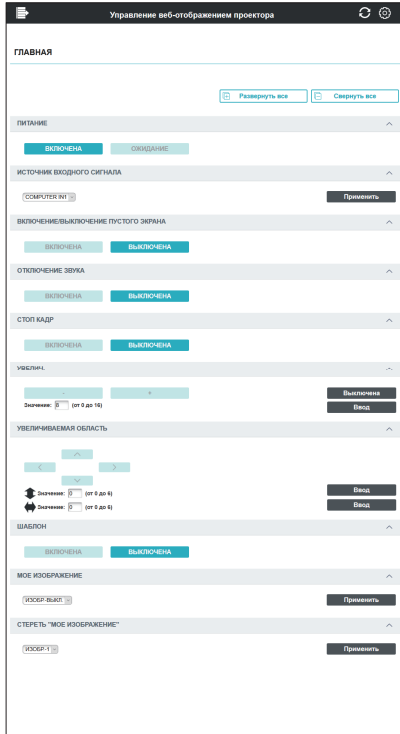 Управление веб-отображением проектора
ГЛАВНАЯ
Развернуть все Свернуть все
ПИТАНИЕ
ВКЛЮЧЕНА ОЖИДАНИЕ
ИСТОЧНИК ВХОДНОГО СИГНАЛА
COMPUTER IN1 Применить
ВКЛЮЧЕНИЕ/ВЫКЛЮЧЕНИЕ ПУСТОГО ЭКРАНА
ВКЛЮЧЕНА ВЫКЛЮЧЕНА
ОТКЛЮЧЕНИЕ ЗВУКА
ВКЛЮЧЕНА ВЫКЛЮЧЕНА
СТОП КАДР
ВКЛЮЧЕНА ВЫКЛЮЧЕНА
УВЕЛИЧ.
- + Выключена
Значение: 0 (от 0 до 16) Ввод
УВЕЛИЧИВАЕМАЯ ОБЛАСТЬ
Значение: 0 (от 0 до 6) Ввод
Значение: 0 (от 0 до 6) Ввод
ШАБЛОН
ВКЛЮЧЕНА ВЫКЛЮЧЕНА
МОЕ ИЗОБРАЖЕНИЕ
ИЗОБР-ВЫКЛ. Применить
СТЕРЕТЬ "МОЕ ИЗОБРАЖЕНИЕ"
ИЗОБР-1 Применить